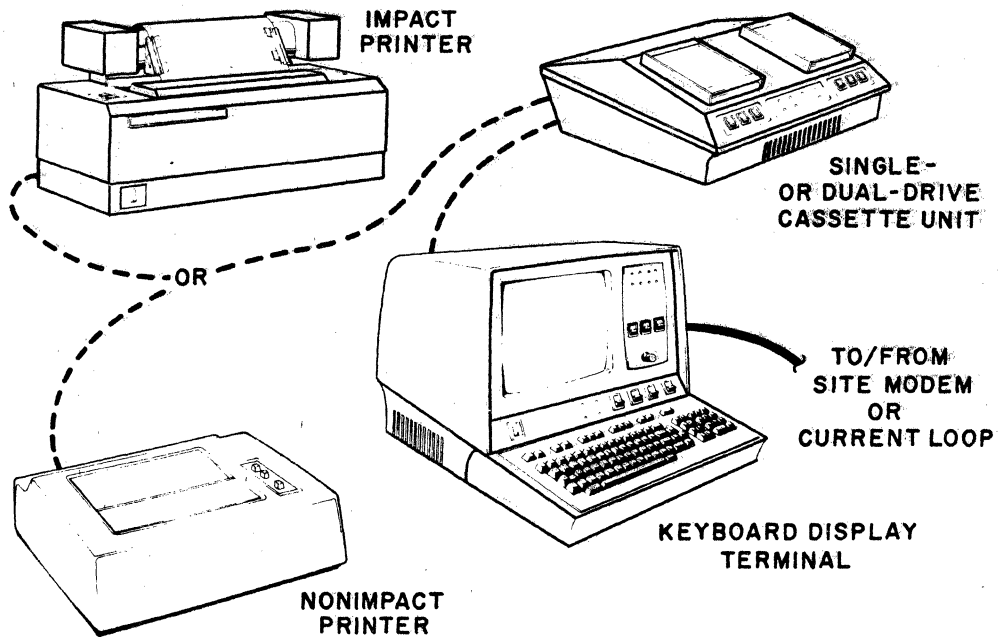 IMPACT
PRINTER
SINGLE-
OR DUAL-DRIVE
CASSETTE UNIT
OR
TO/FROM
SITE MODEM
OR
CURRENT LOOP
KEYBOARD DISPLAY
TERMINAL
NONIMPACT
PRINTER